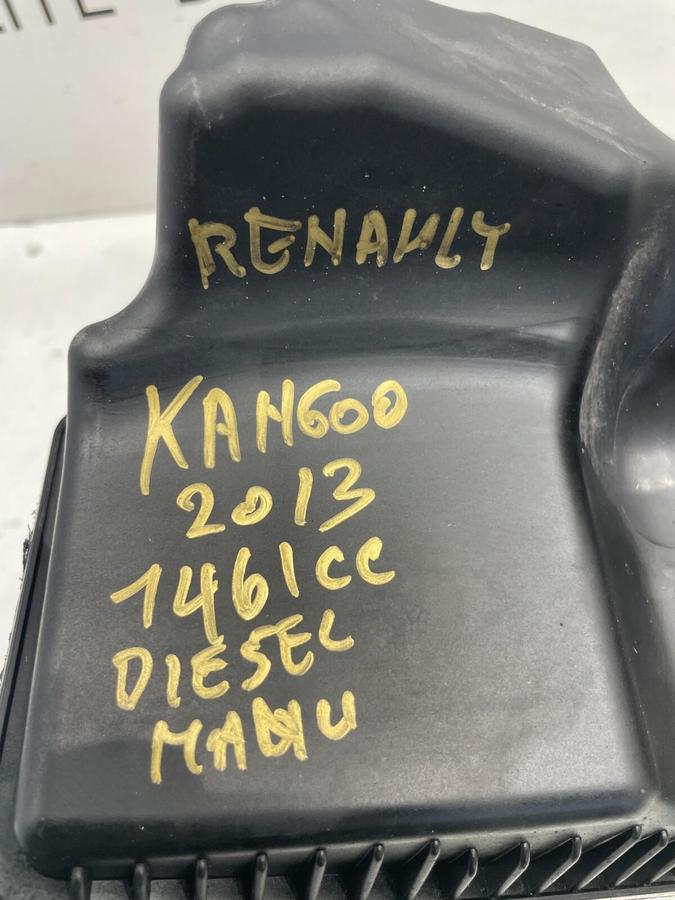 RENAULT
KANGOO
2013
1461CC
DIESEL
MANU